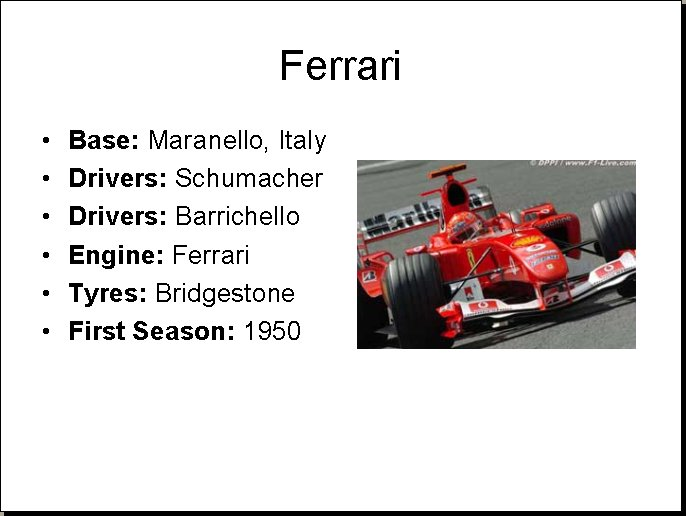 Ferrari
• Base: Maranello, Italy
• Drivers: Schumacher
• Drivers: Barrichello
• Engine: Ferrari
• Tyres: Bridgestone
• First Season: 1950
© DPPI / www.F1-Live.com
vodafone